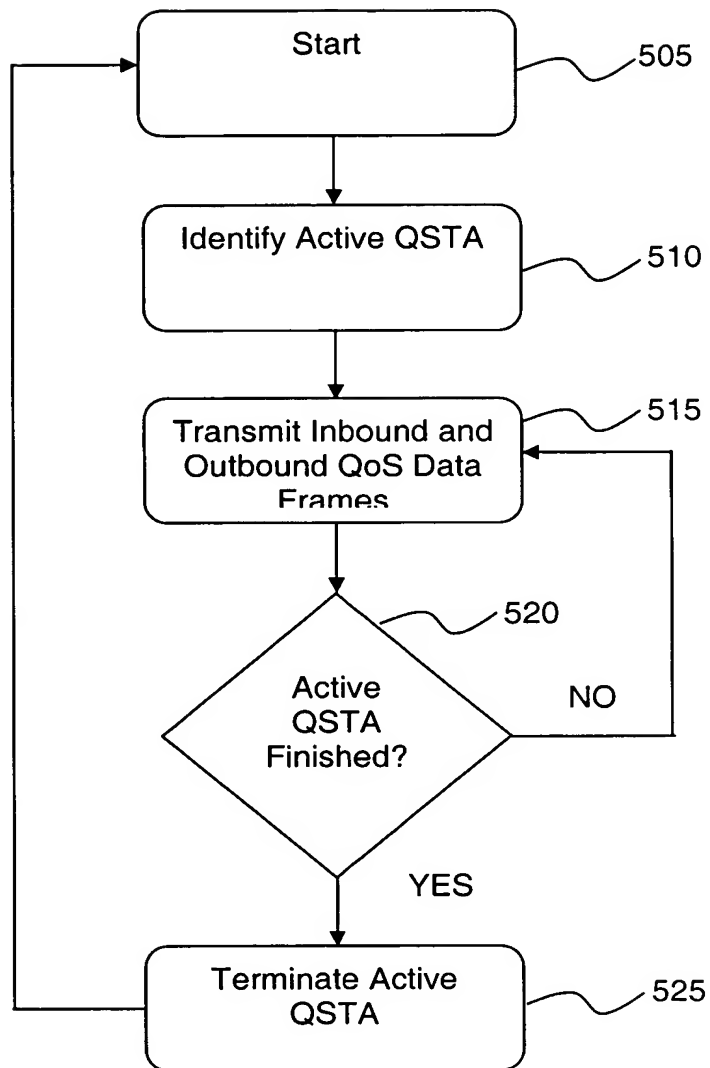 Start
505
Identify Active QSTA
510
515
Transmit Inbound and
Outbound QoS Data
Frames
520
Active
QSTA
Finished?
NO
YES
Terminate Active
QSTA
525